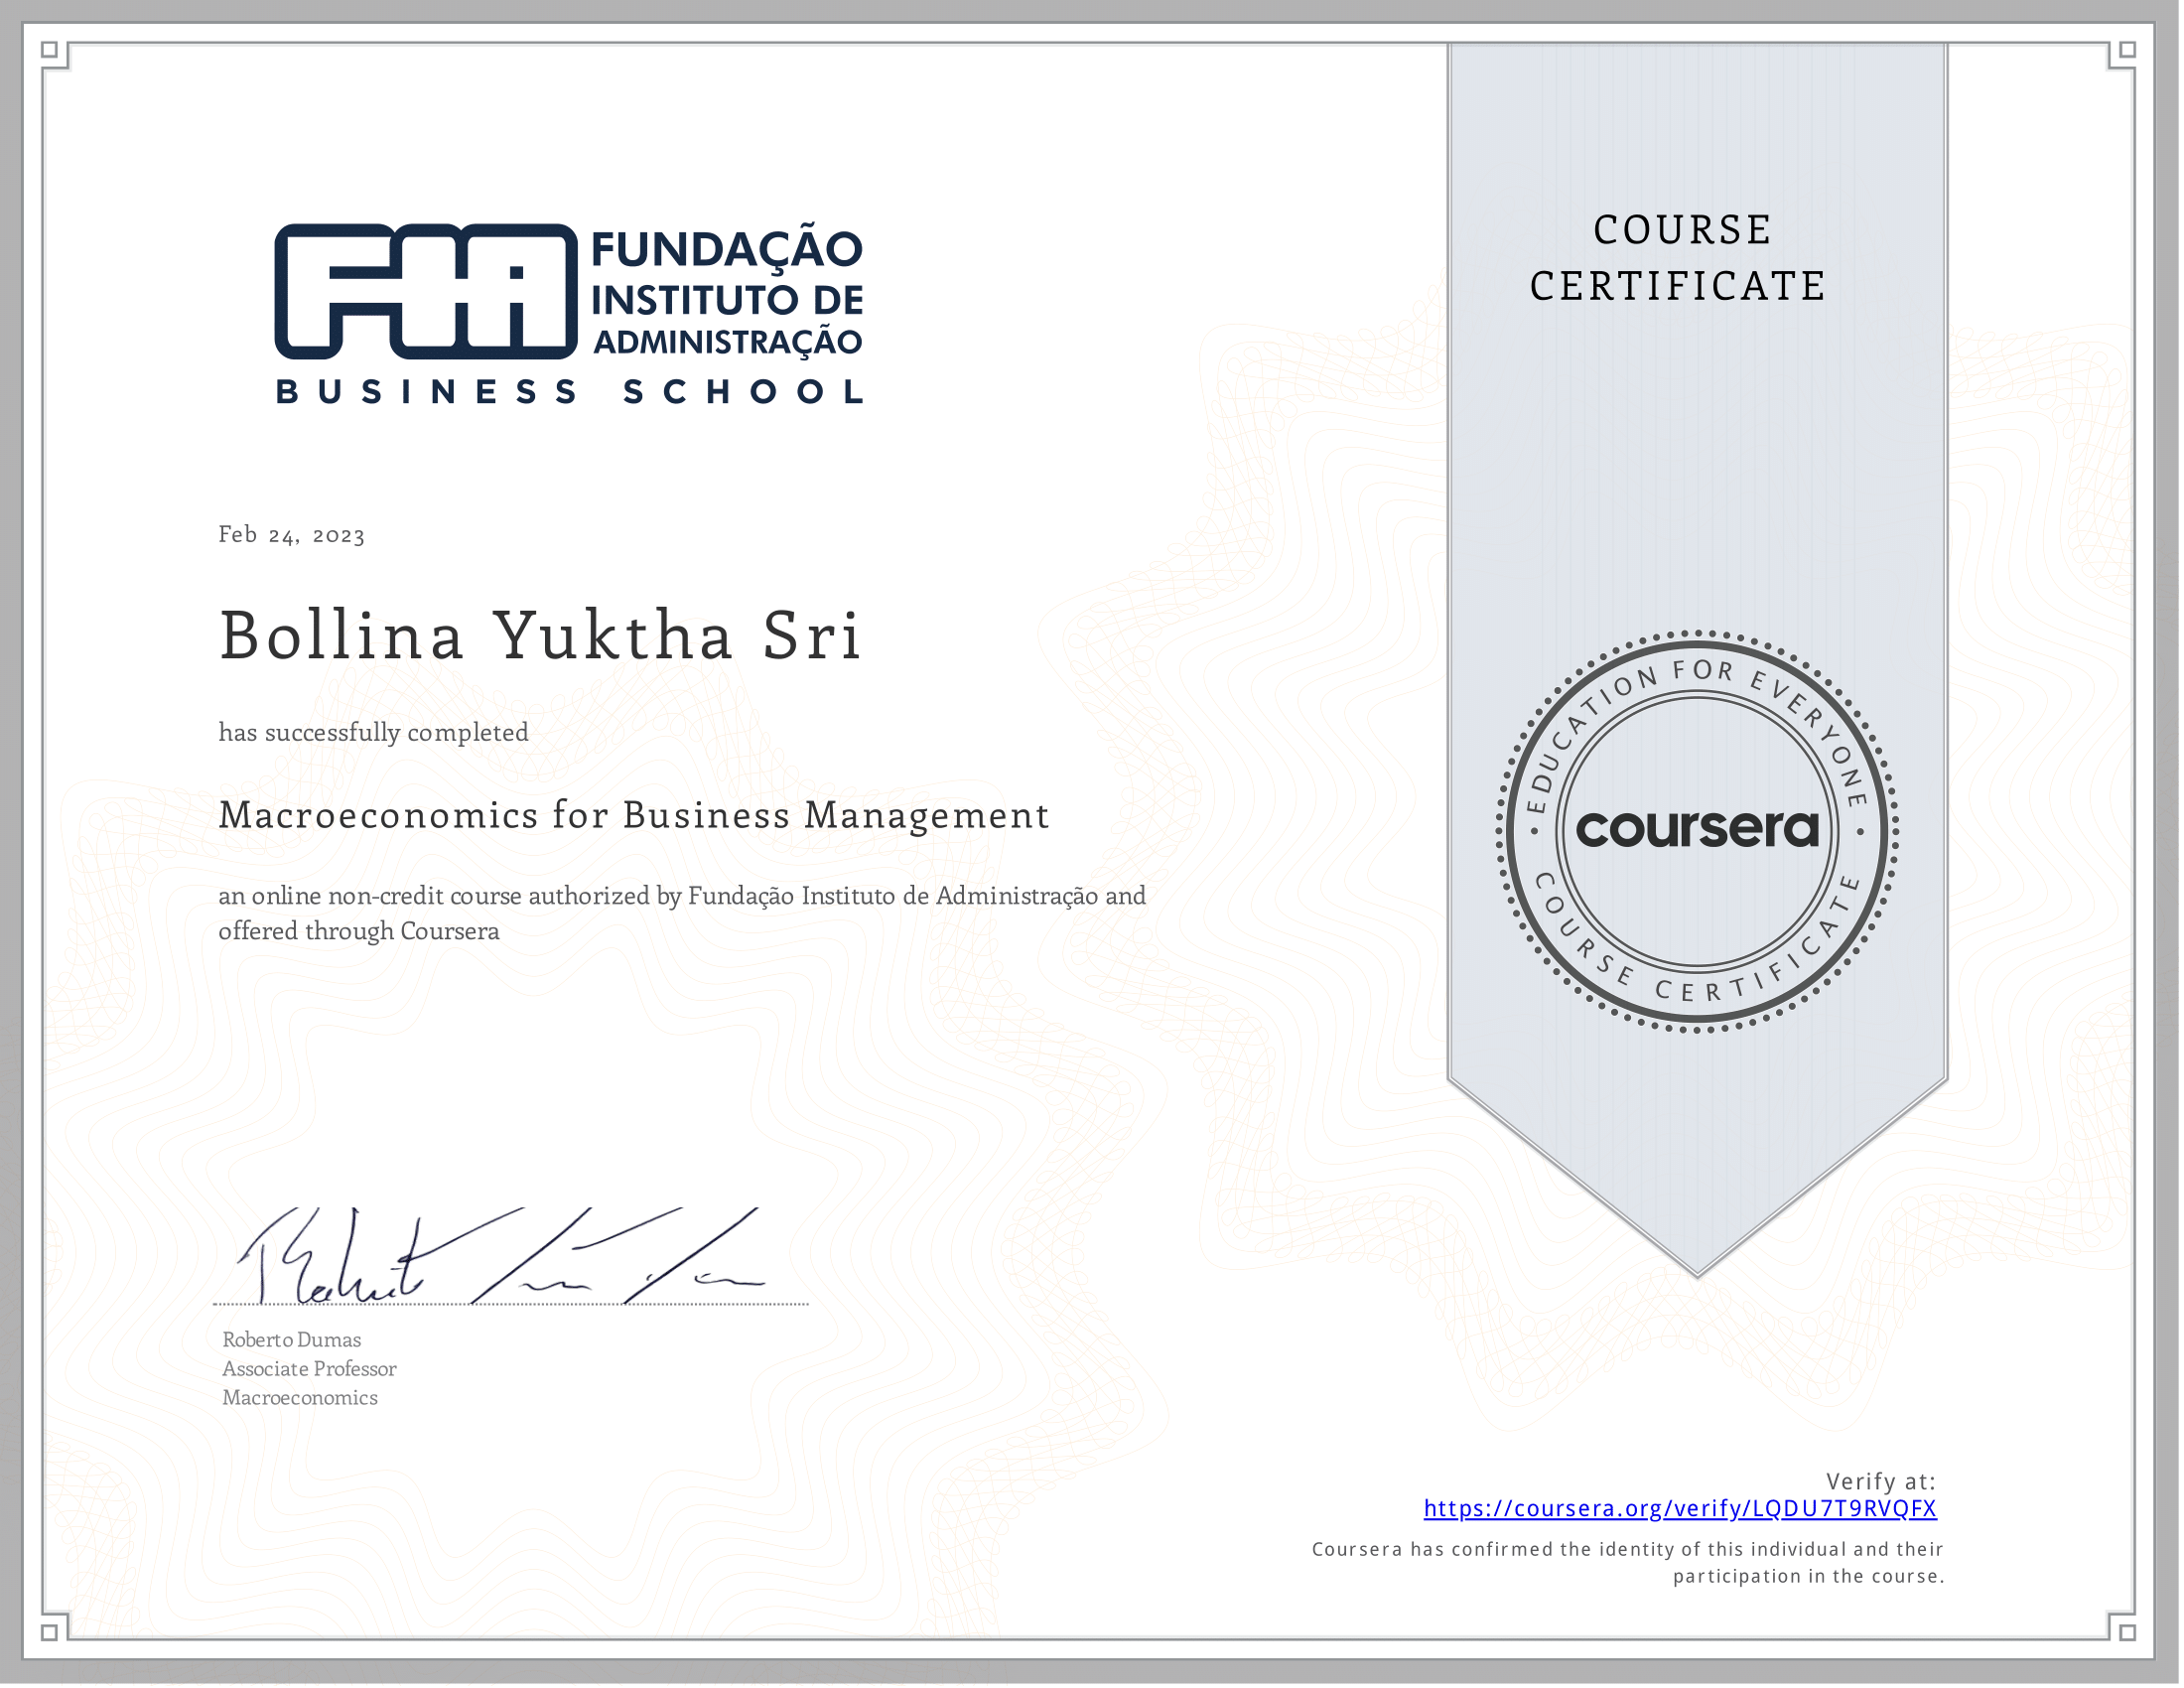 FIA
FUNDAÇÃO
INSTITUTO DE
ADMINISTRAÇÃO
BUSINESS SCHOOL
COURSE
CERTIFICATE
Feb 24, 2023
Bollina Yuktha Sri
has successfully completed
Macroeconomics for Business Management
an online non-credit course authorized by Fundação Instituto de Administração and
offered through Coursera
EDUCATION FOR EVERYONE
coursera
COURSE CERTIFICATE
Roberto Dumas
Associate Professor
Macroeconomics
Verify at:
https://coursera.org/verify/LQDU7T9RVQFX
Coursera has confirmed the identity of this individual and their
participation in the course.